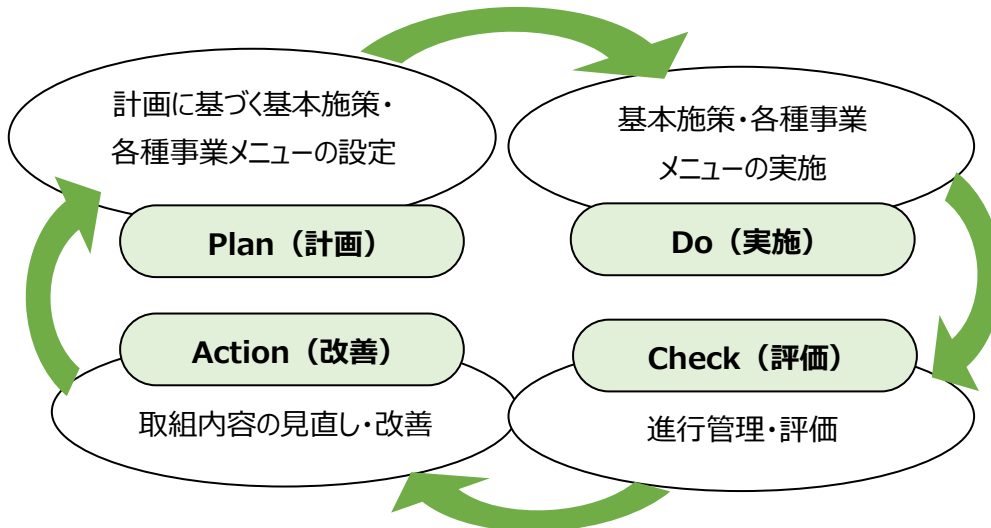 計画に基づく基本施策・
各種事業メニューの設定
Plan（計画）
基本施策・各種事業
メニューの実施
Do（実施）
Check（評価）
進行管理・評価
Action（改善）
取組内容の見直し・改善